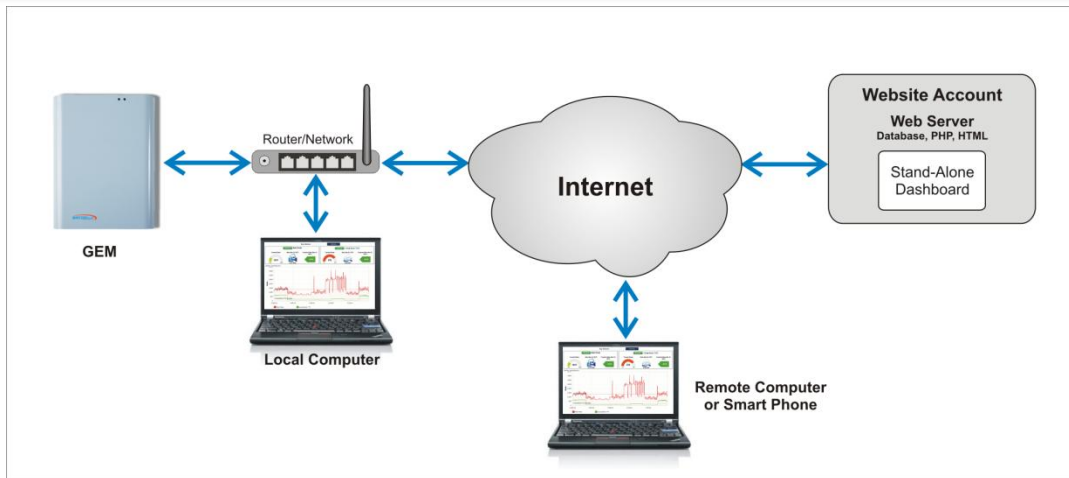 Router/Network
GEM
Local Computer
Internet
Remote Computer
or Smart Phone
Website Account
Web Server
Database, PHP, HTML
Stand-Alone
Dashboard